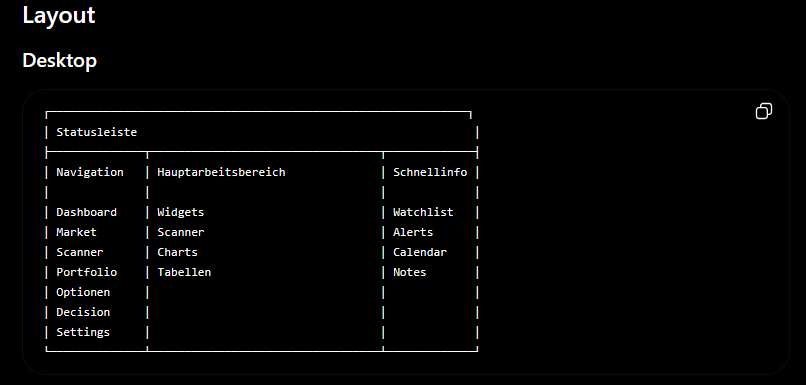 Layout
Desktop
Statusleiste
Navigation Hauptarbeitsbereich Schnellinfo
Dashboard Widgets Watchlist
Market Scanner Alerts
Scanner Charts Calendar
Portfolio Tabellen Notes
Optionen
Decision
Settings